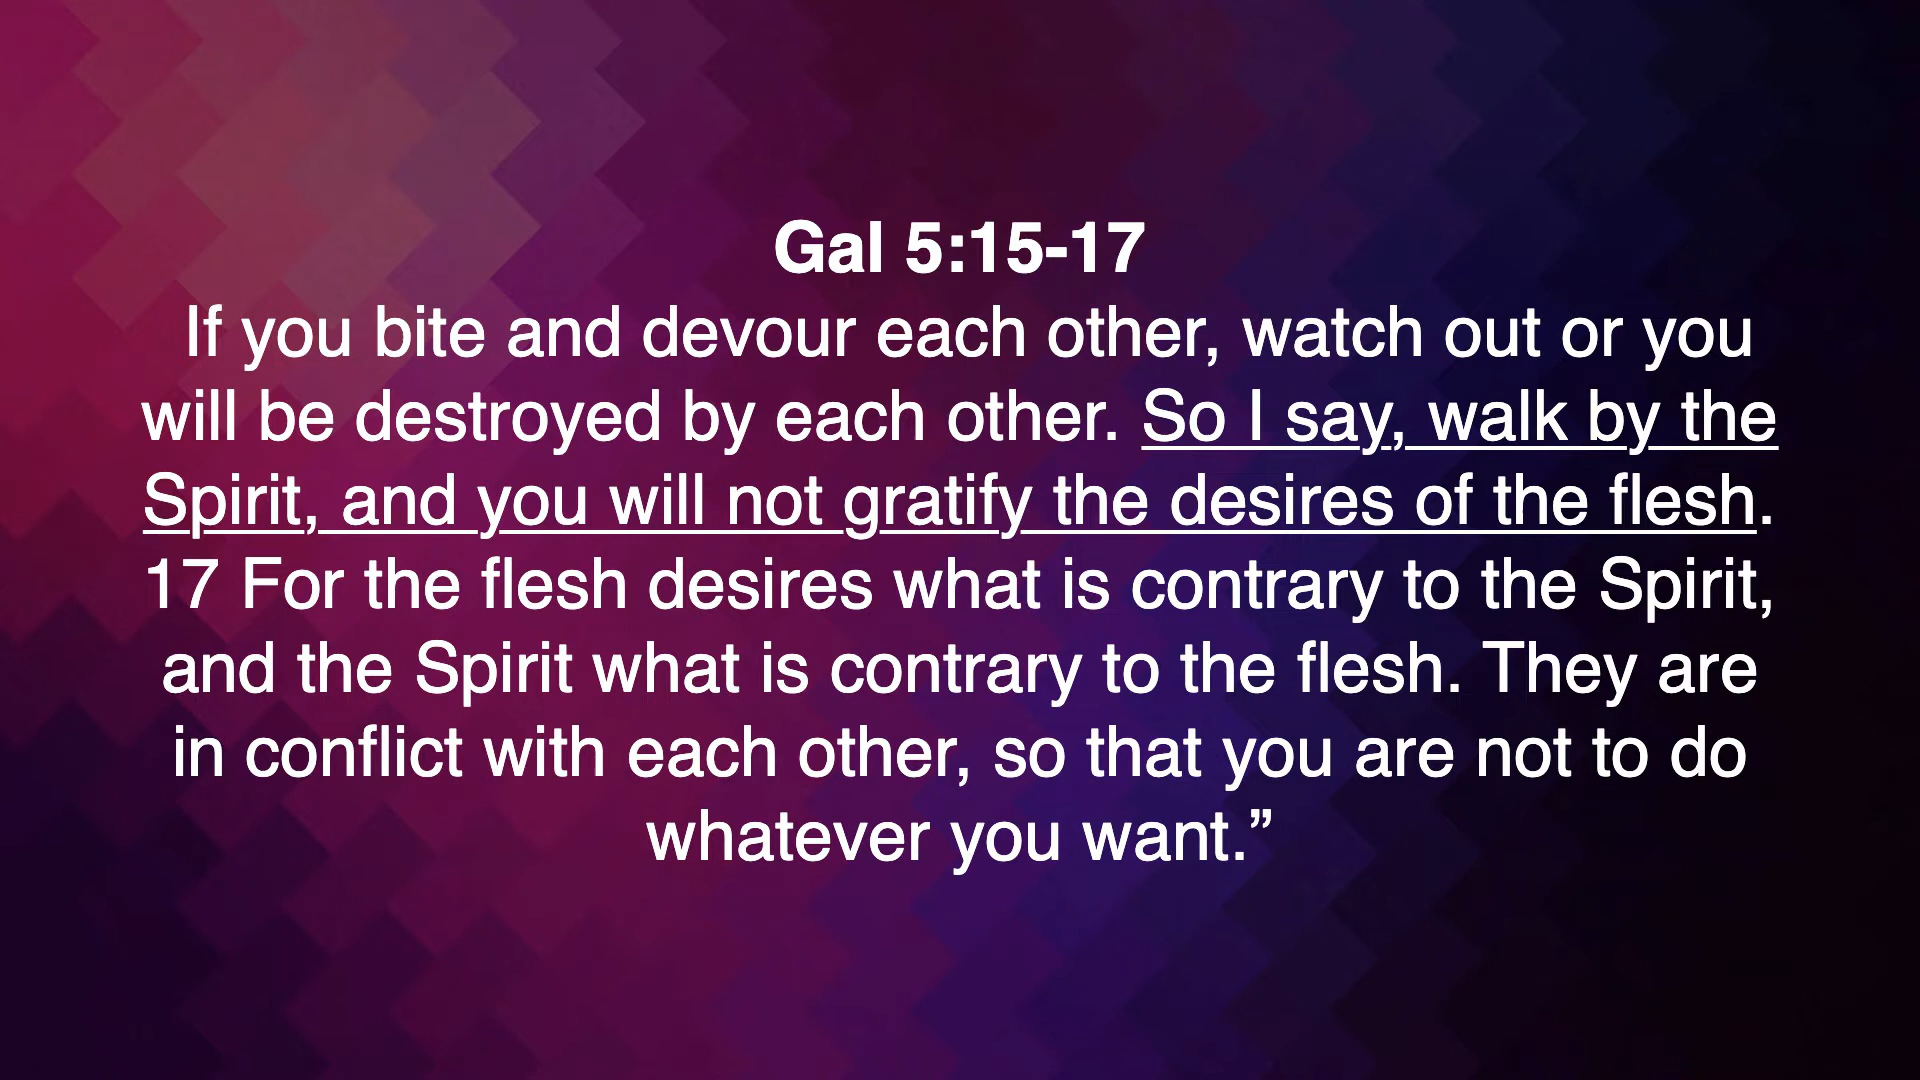 Gal 5:15-17
If you bite and devour each other, watch out or you
will be destroyed by each other. So I say, walk by the
Spirit, and you will not gratify the desires of the flesh.
17 For the flesh desires what is contrary to the Spirit,
and the Spirit what is contrary to the flesh. They are
in conflict with each other, so that you are not to do
whatever you want.”